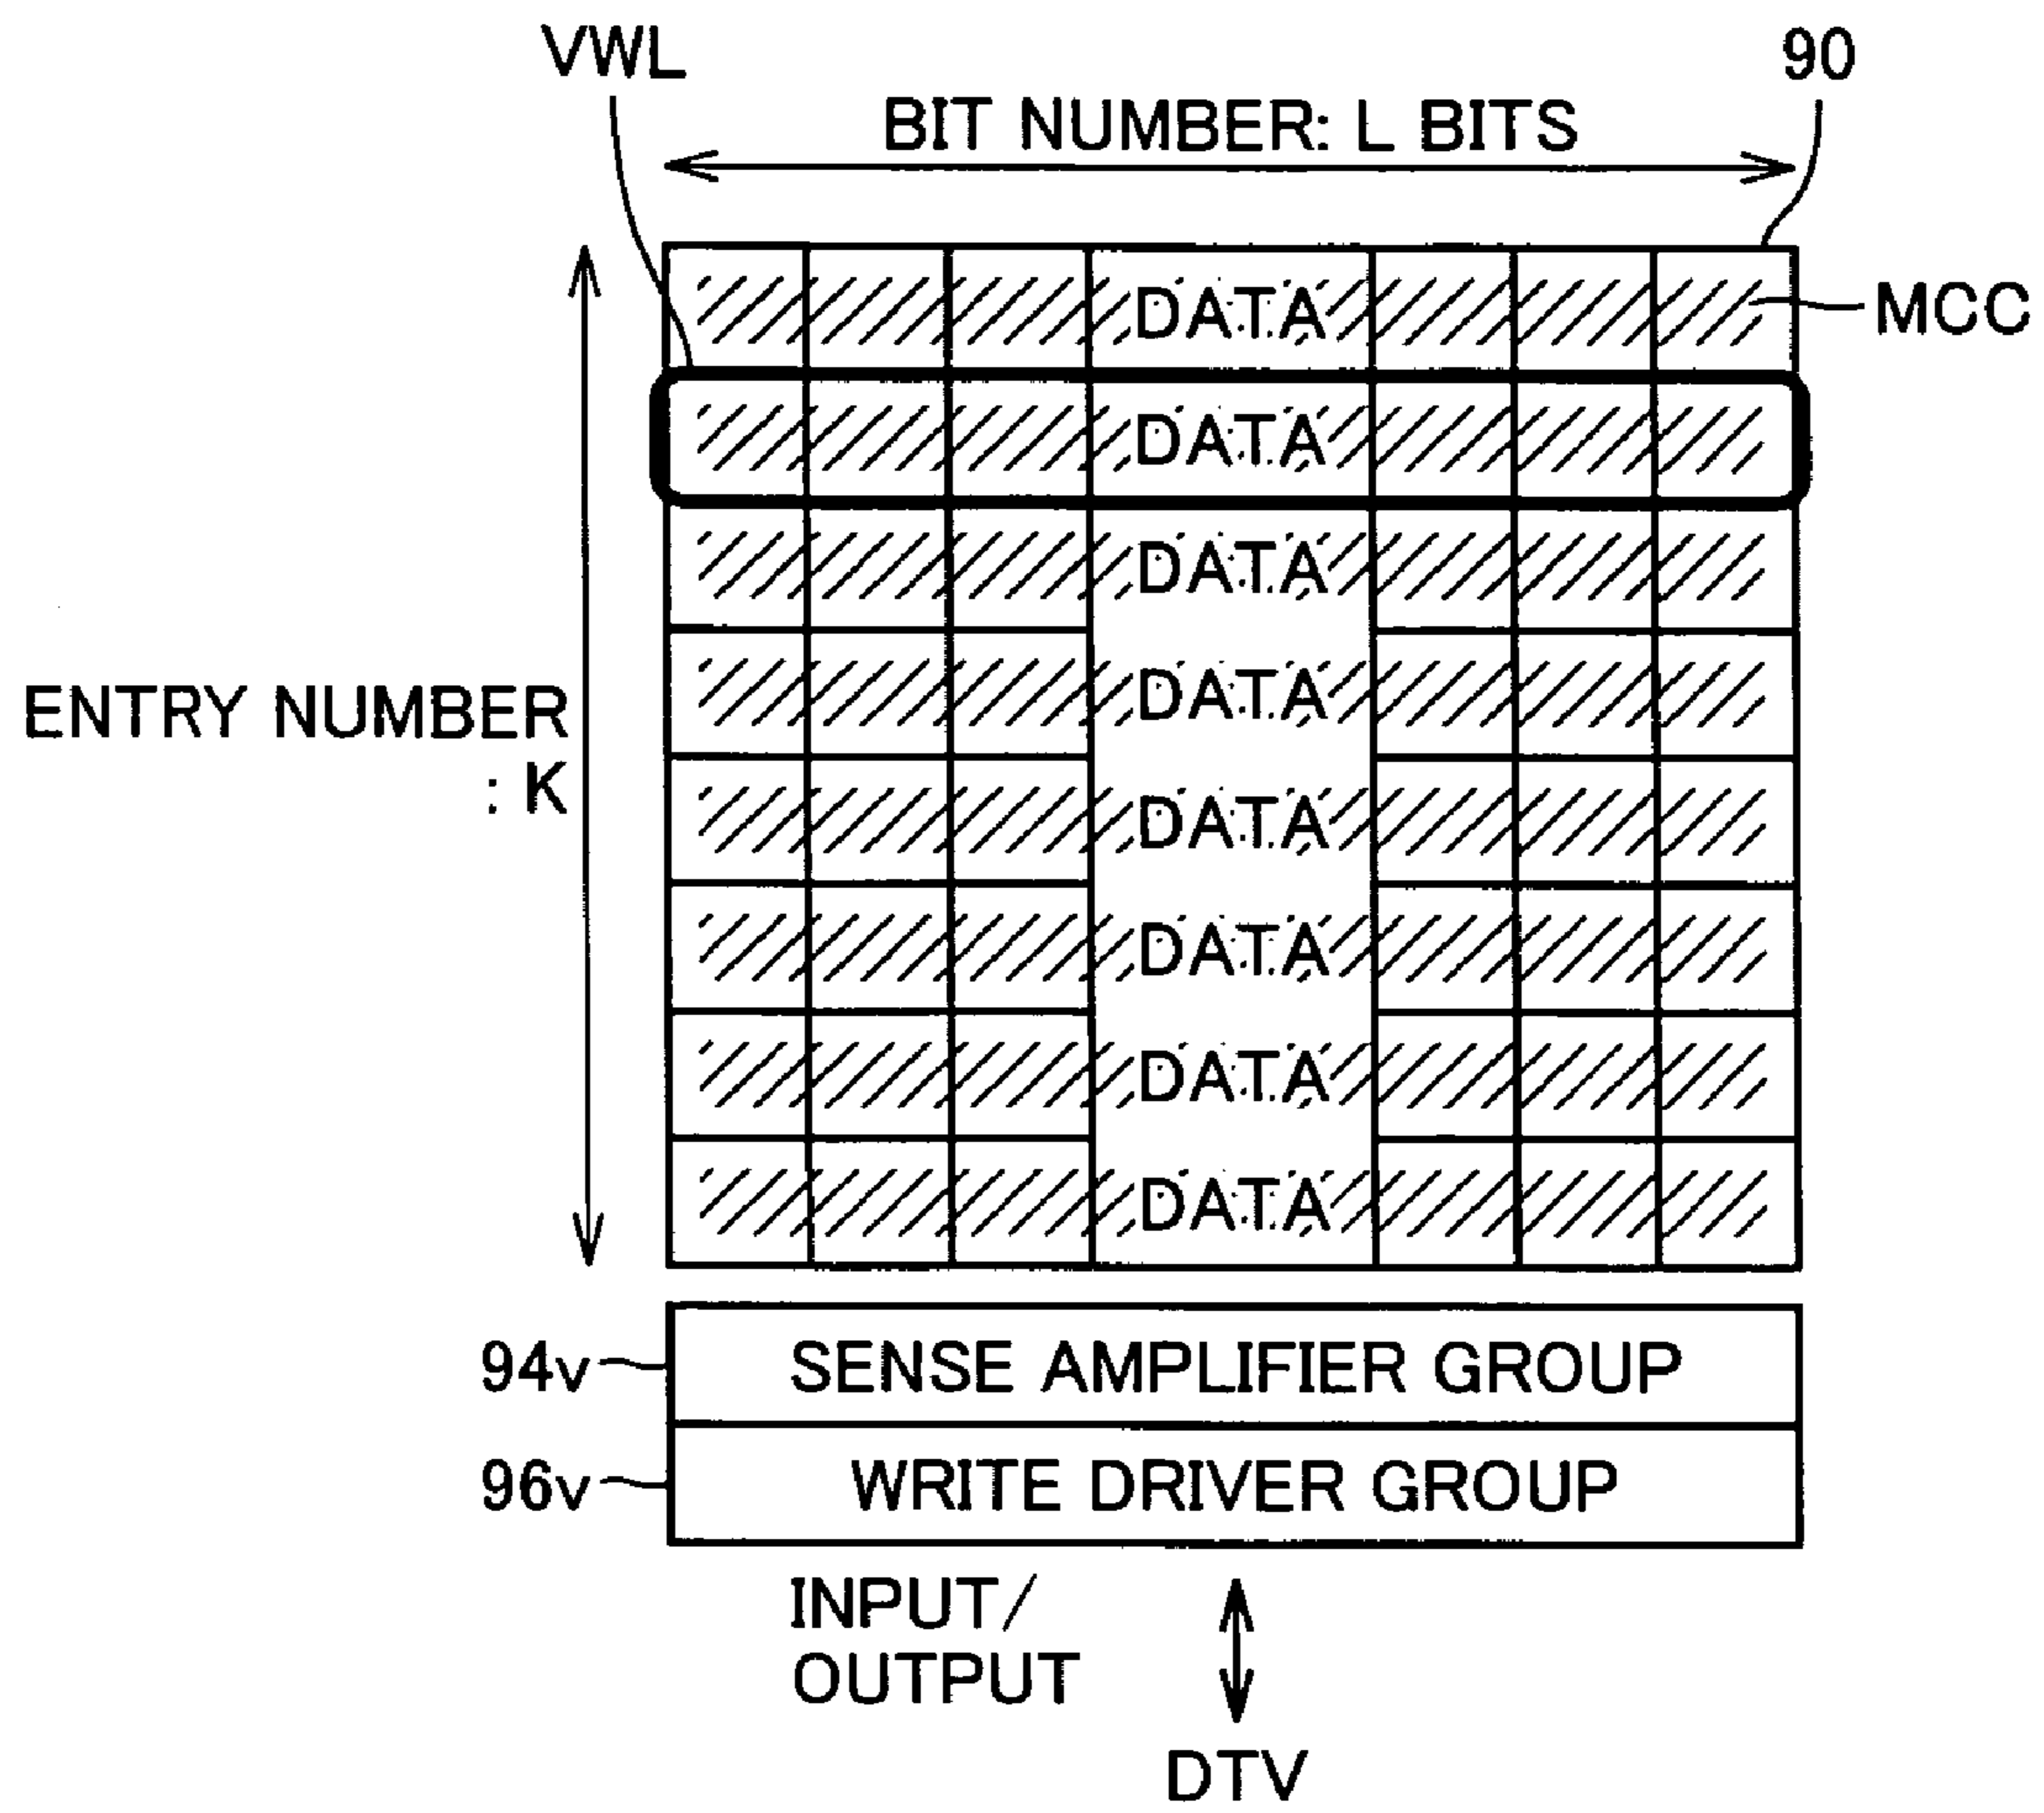 VWL
90
BIT NUMBER: L BITS
DATA
MCC
DATA
DATA
DATA
ENTRY NUMBER
: K
DATA
DATA
DATA
DATA
94v
SENSE AMPLIFIER GROUP
96v
WRITE DRIVER GROUP
INPUT/
OUTPUT
DTV